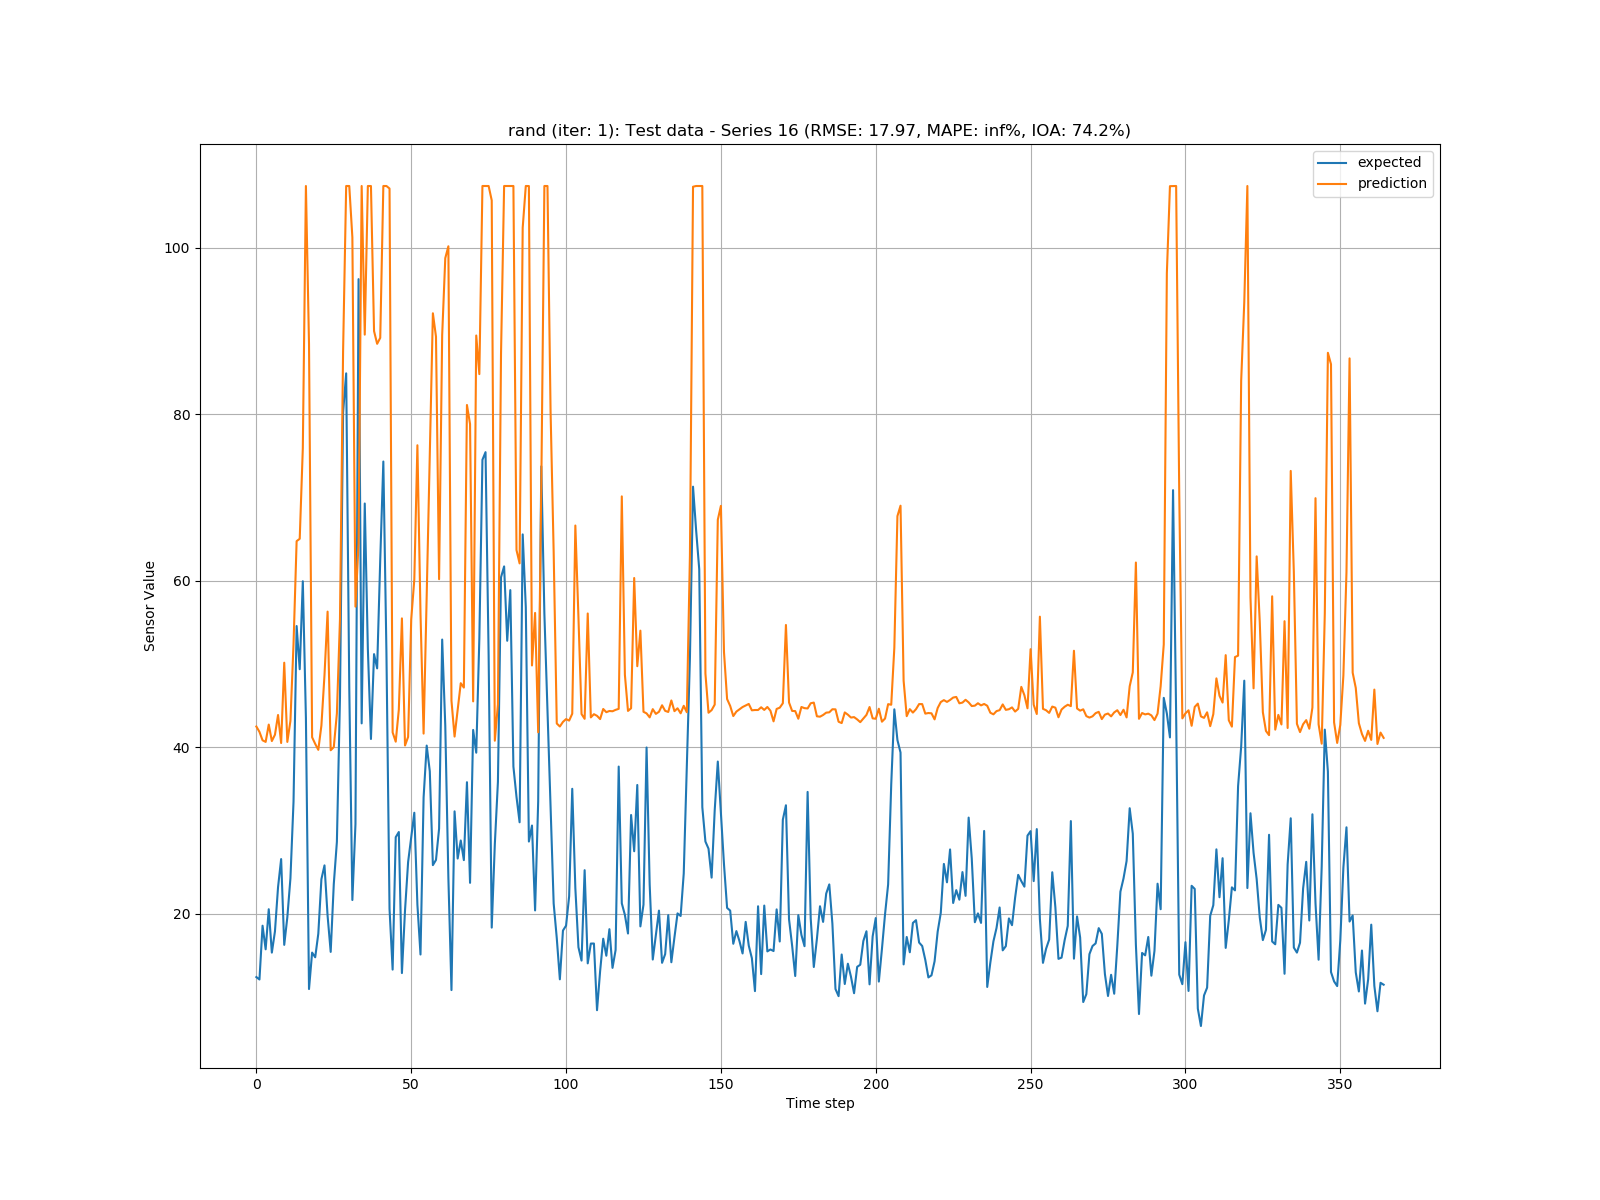 rand (iter: 1): Test data - Series 16 (RMSE: 17.97, MAPE: inf%, IOA: 74.2%)
expected
prediction
100
80
60
40
20
Sensor Value
0 50 100 150 200 250 300 350
Time step